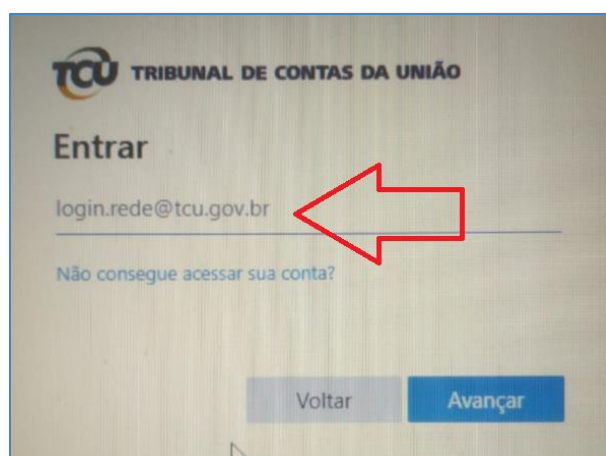 TCU TRIBUNAL DE CONTAS DA UNIÃO
Entrar
login.rede@tcu.gov.br
Não consegue acessar sua conta?
Voltar Avançar